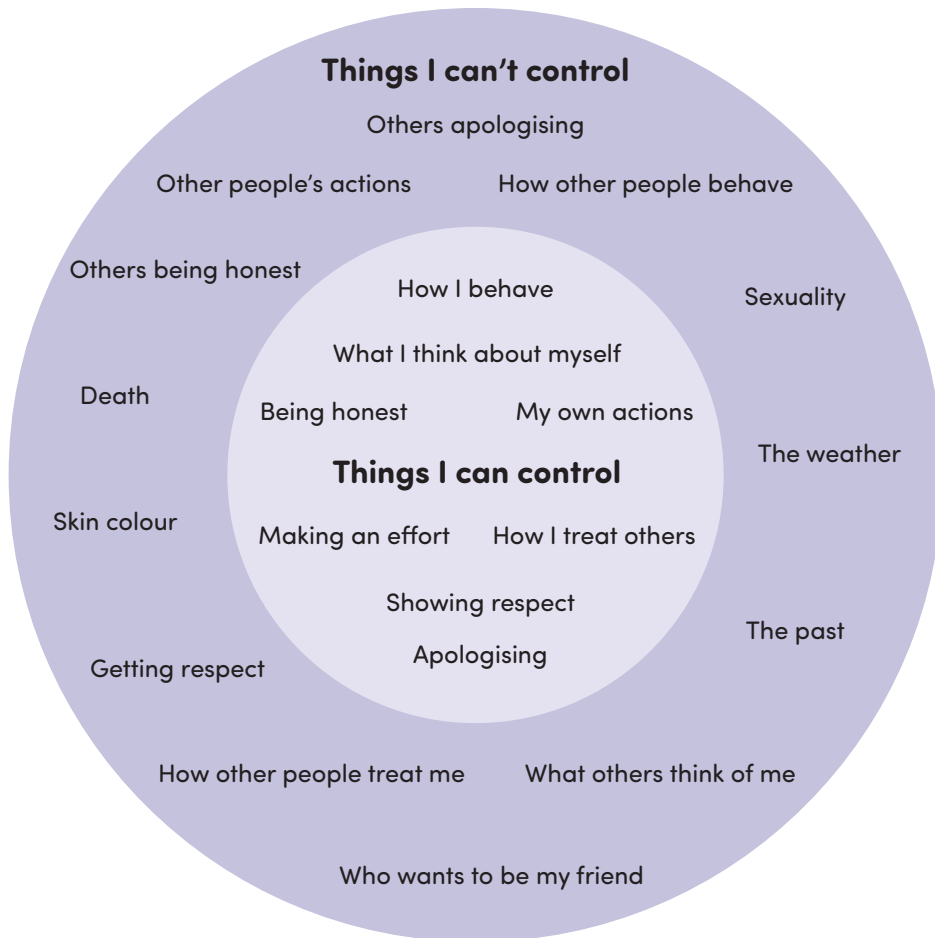 Things I can't control
Others apologising
Other people's actions
How other people behave
Others being honest
How I behave
Sexuality
What I think about myself
Death
Being honest
My own actions
The weather
Things I can control
Skin colour
Making an effort
How I treat others
Showing respect
The past
Apologising
Getting respect
How other people treat me
What others think of me
Who wants to be my friend